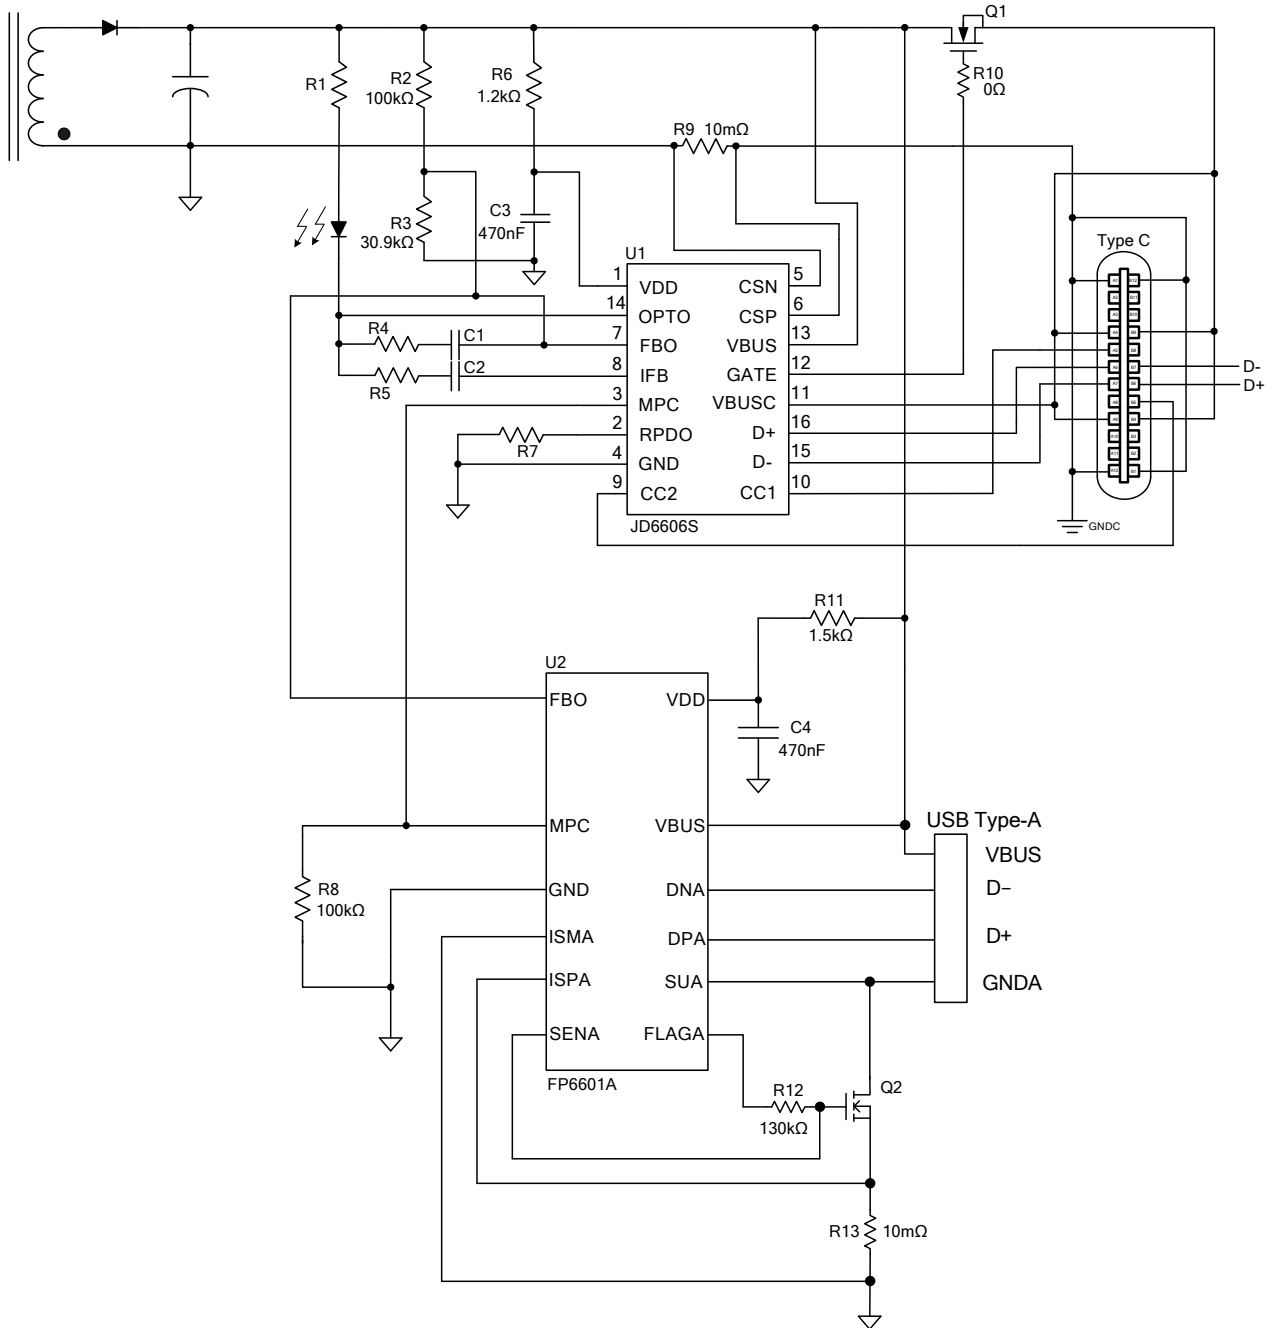 Q1
R1
R2
100kΩ
R6
1.2kΩ
R10
0Ω
R9 10mΩ
R3
30.9kΩ
C3
470nF
Type C
U1
1 VDD
14 OPTO
7 FBO
8 IFB
3 MPC
2 RPDO
4 GND
9 CC2
CSN 5
CSP 6
VBUS 13
GATE 12
VBUSC 11
D+ 16
D- 15
CC1 10
JD6606S
R4
C1
R5
C2
R7
D-
D+
GNDC
R11
1.5kΩ
U2
FBO
MPC
GND
ISMA
ISPA
SENA
VDD
VBUS
DNA
DPA
SUA
FLAGA
FP6601A
C4
470nF
R8
100kΩ
USB Type-A
VBUS
D−
D+
GNDA
R12
130kΩ
Q2
R13 10mΩ